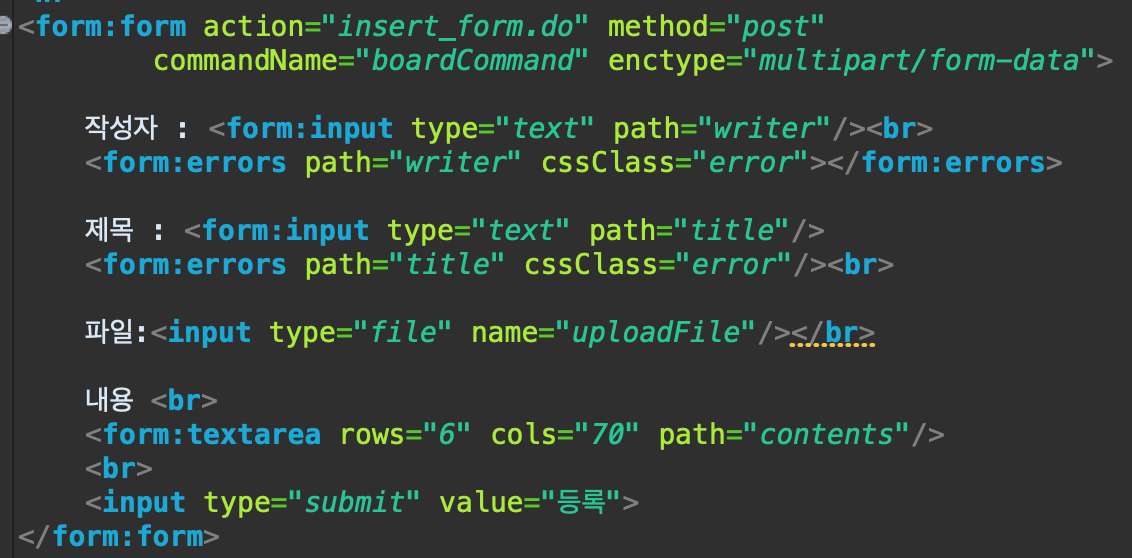 <form:form action="insert_form.do" method="post"
commandName="boardCommand" enctype="multipart/form-data">
작성자 : <form:input type="text" path="writer"/><br>
<form:errors path="writer" cssClass="error"></form:errors>
제목 : <form:input type="text" path="title"/>
<form:errors path="title" cssClass="error"/><br>
파일:<input type="file" name="uploadFile"/></br>
내용 <br>
<form:textarea rows="6" cols="70" path="contents"/>
<br>
<input type="submit" value="등록">
</form:form>